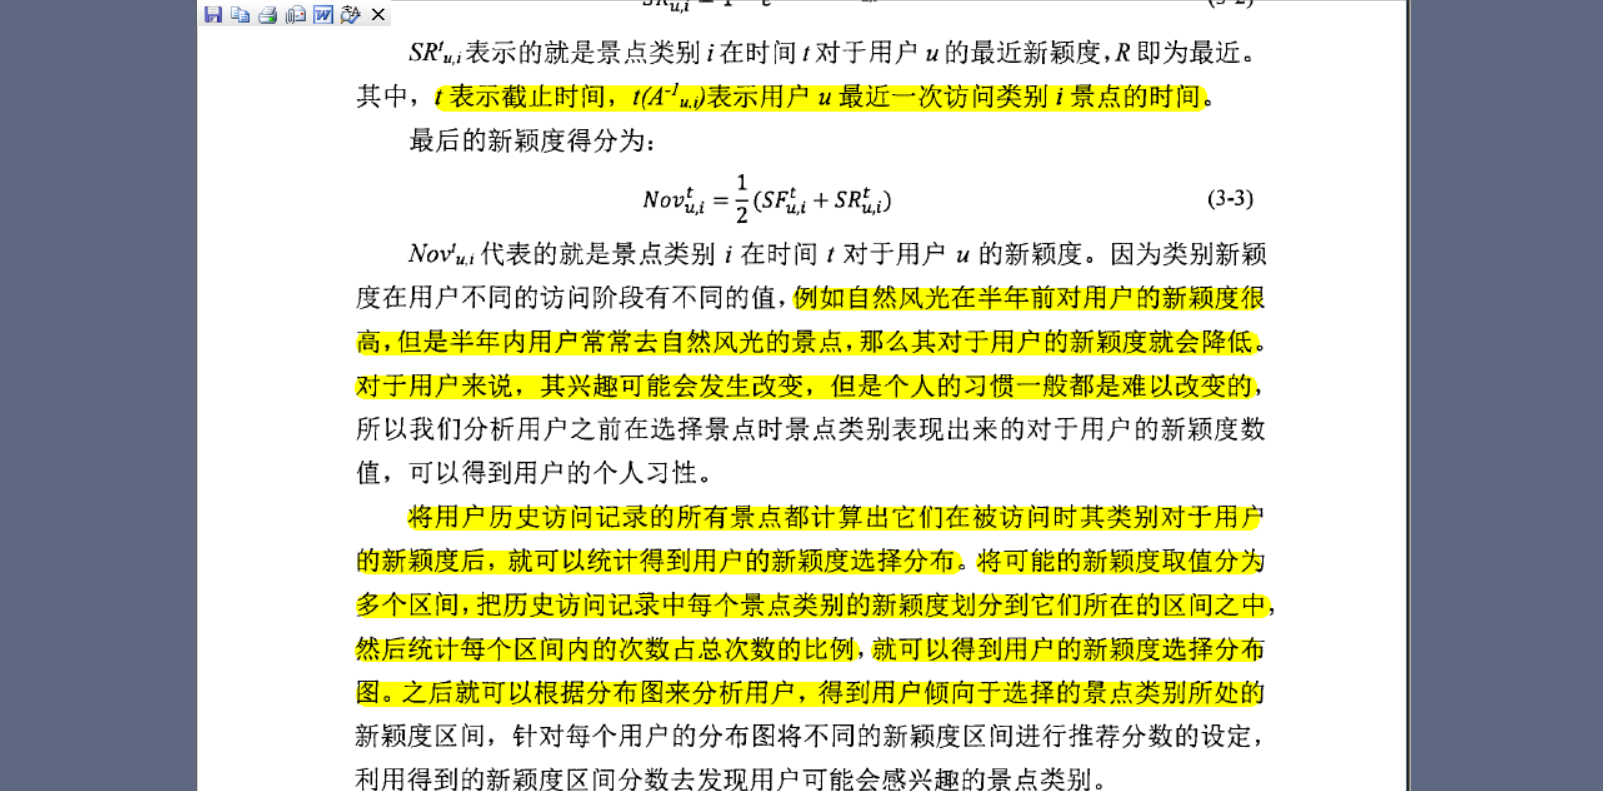 SRᵗu,i 表示的就是景点类别 i 在时间 t 对于用户 u 的最近新颖度，R 即为最近。
其中，t 表示截止时间，t(A⁻¹u,i)表示用户 u 最近一次访问类别 i 景点的时间。
最后的新颖度得分为：
Novᵗu,i = 1/2 (SFᵗu,i + SRᵗu,i) (3-3)
Novᵗu,i 代表的就是景点类别 i 在时间 t 对于用户 u 的新颖度。因为类别新颖
度在用户不同的访问阶段有不同的值，例如自然风光在半年前对用户的新颖度很
高，但是半年内用户常常去自然风光的景点，那么其对于用户的新颖度就会降低。
对于用户来说，其兴趣可能会发生改变，但是个人的习惯一般都是难以改变的，
所以我们分析用户之前在选择景点时景点类别表现出来的对于用户的新颖度数
值，可以得到用户的个人习性。
将用户历史访问记录的所有景点都计算出它们在被访问时其类别对于用户
的新颖度后，就可以统计得到用户的新颖度选择分布。将可能的新颖度取值分为
多个区间，把历史访问记录中每个景点类别的新颖度划分到它们所在的区间之中，
然后统计每个区间内的次数占总次数的比例，就可以得到用户的新颖度选择分布
图。之后就可以根据分布图来分析用户，得到用户倾向于选择的景点类别所处的
新颖度区间，针对每个用户的分布图将不同的新颖度区间进行推荐分数的设定，
利用得到的新颖度区间分数去发现用户可能会感兴趣的景点类别。